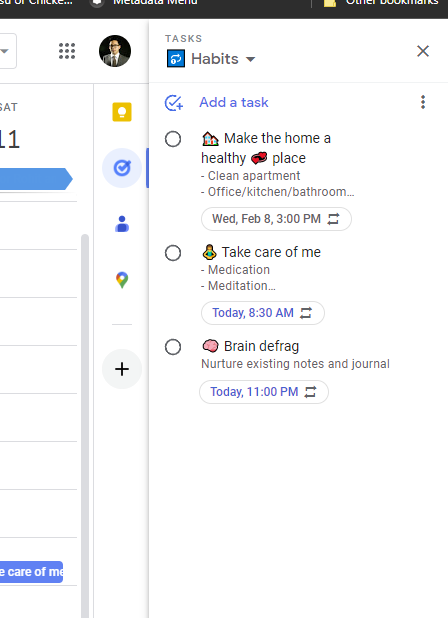 of Chicke...
Metadata Menu
Other bookmarks
TASKS
Habits
SAT
11
Add a task
Make the home a
healthy place
- Clean apartment
- Office/kitchen/bathroom...
Wed, Feb 8, 3:00 PM
Take care of me
- Medication
- Meditation...
Today, 8:30 AM
Brain defrag
Nurture existing notes and journal
Today, 11:00 PM
care of me